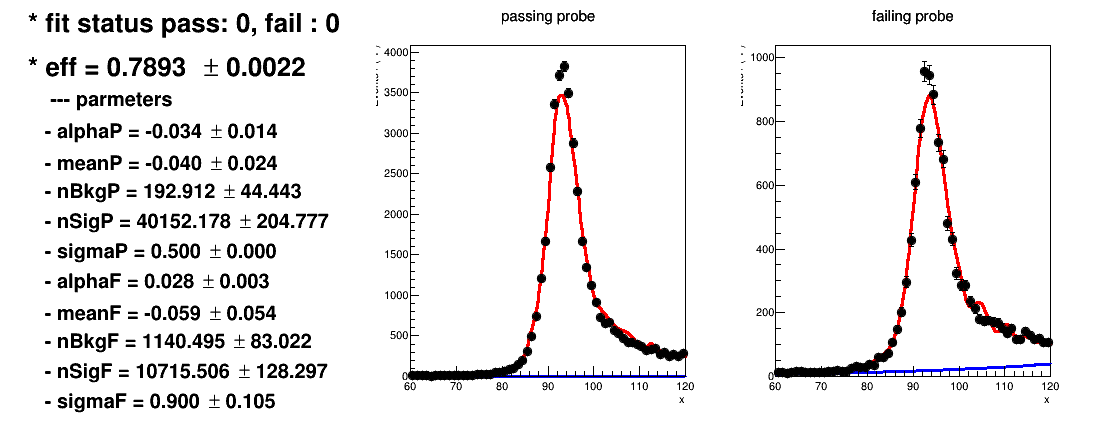 * fit status pass: 0, fail : 0
* eff = 0.7893 ± 0.0022
--- parmeters
- alphaP = -0.034 ± 0.014
- meanP = -0.040 ± 0.024
- nBkgP = 192.912 ± 44.443
- nSigP = 40152.178 ± 204.777
- sigmaP = 0.500 ± 0.000
- alphaF = 0.028 ± 0.003
- meanF = -0.059 ± 0.054
- nBkgF = 1140.495 ± 83.022
- nSigF = 10715.506 ± 128.297
- sigmaF = 0.900 ± 0.105
passing probe
4000
3500
3000
2500
2000
1500
1000
500
0
60 70 80 90 100 110 120
x
failing probe
1000
800
600
400
200
0
60 70 80 90 100 110 120
x